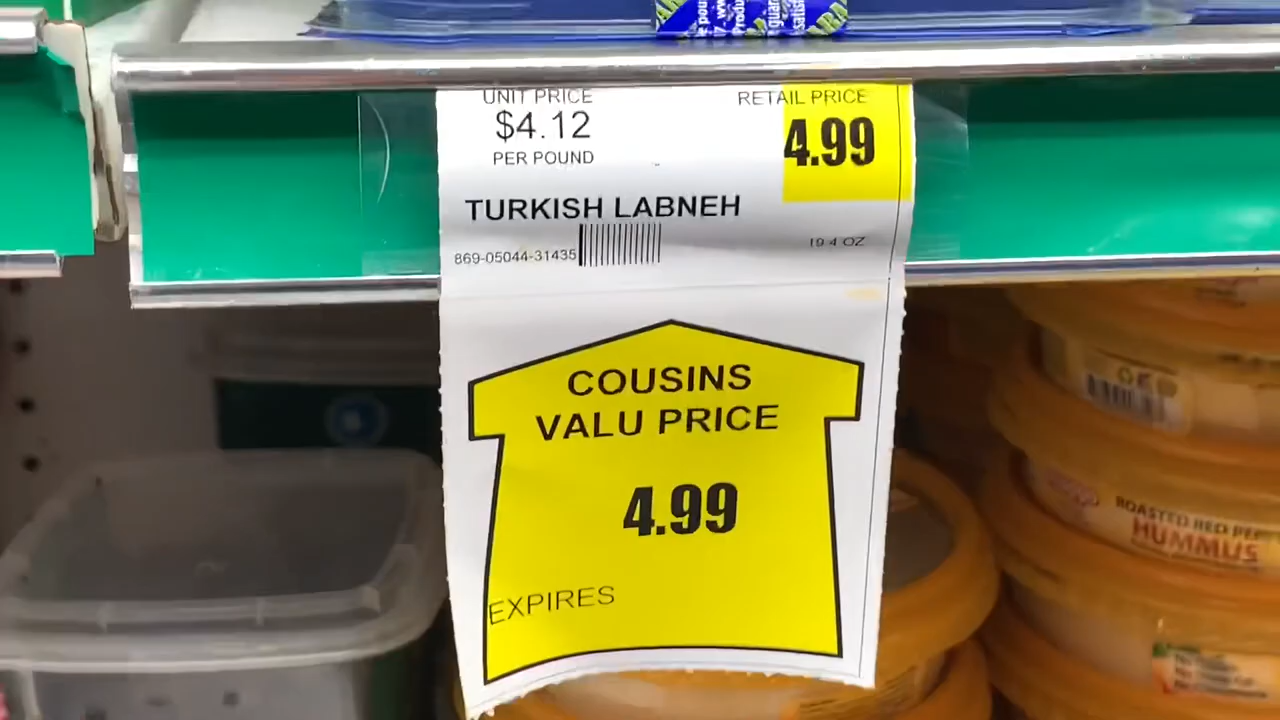 UNIT PRICE
$4.12
PER POUND
RETAIL PRICE
4.99
TURKISH LABNEH
869-05044-31435
19.4 OZ
COUSINS
VALU PRICE
4.99
EXPIRES
ROASTED RED
HUMMUS